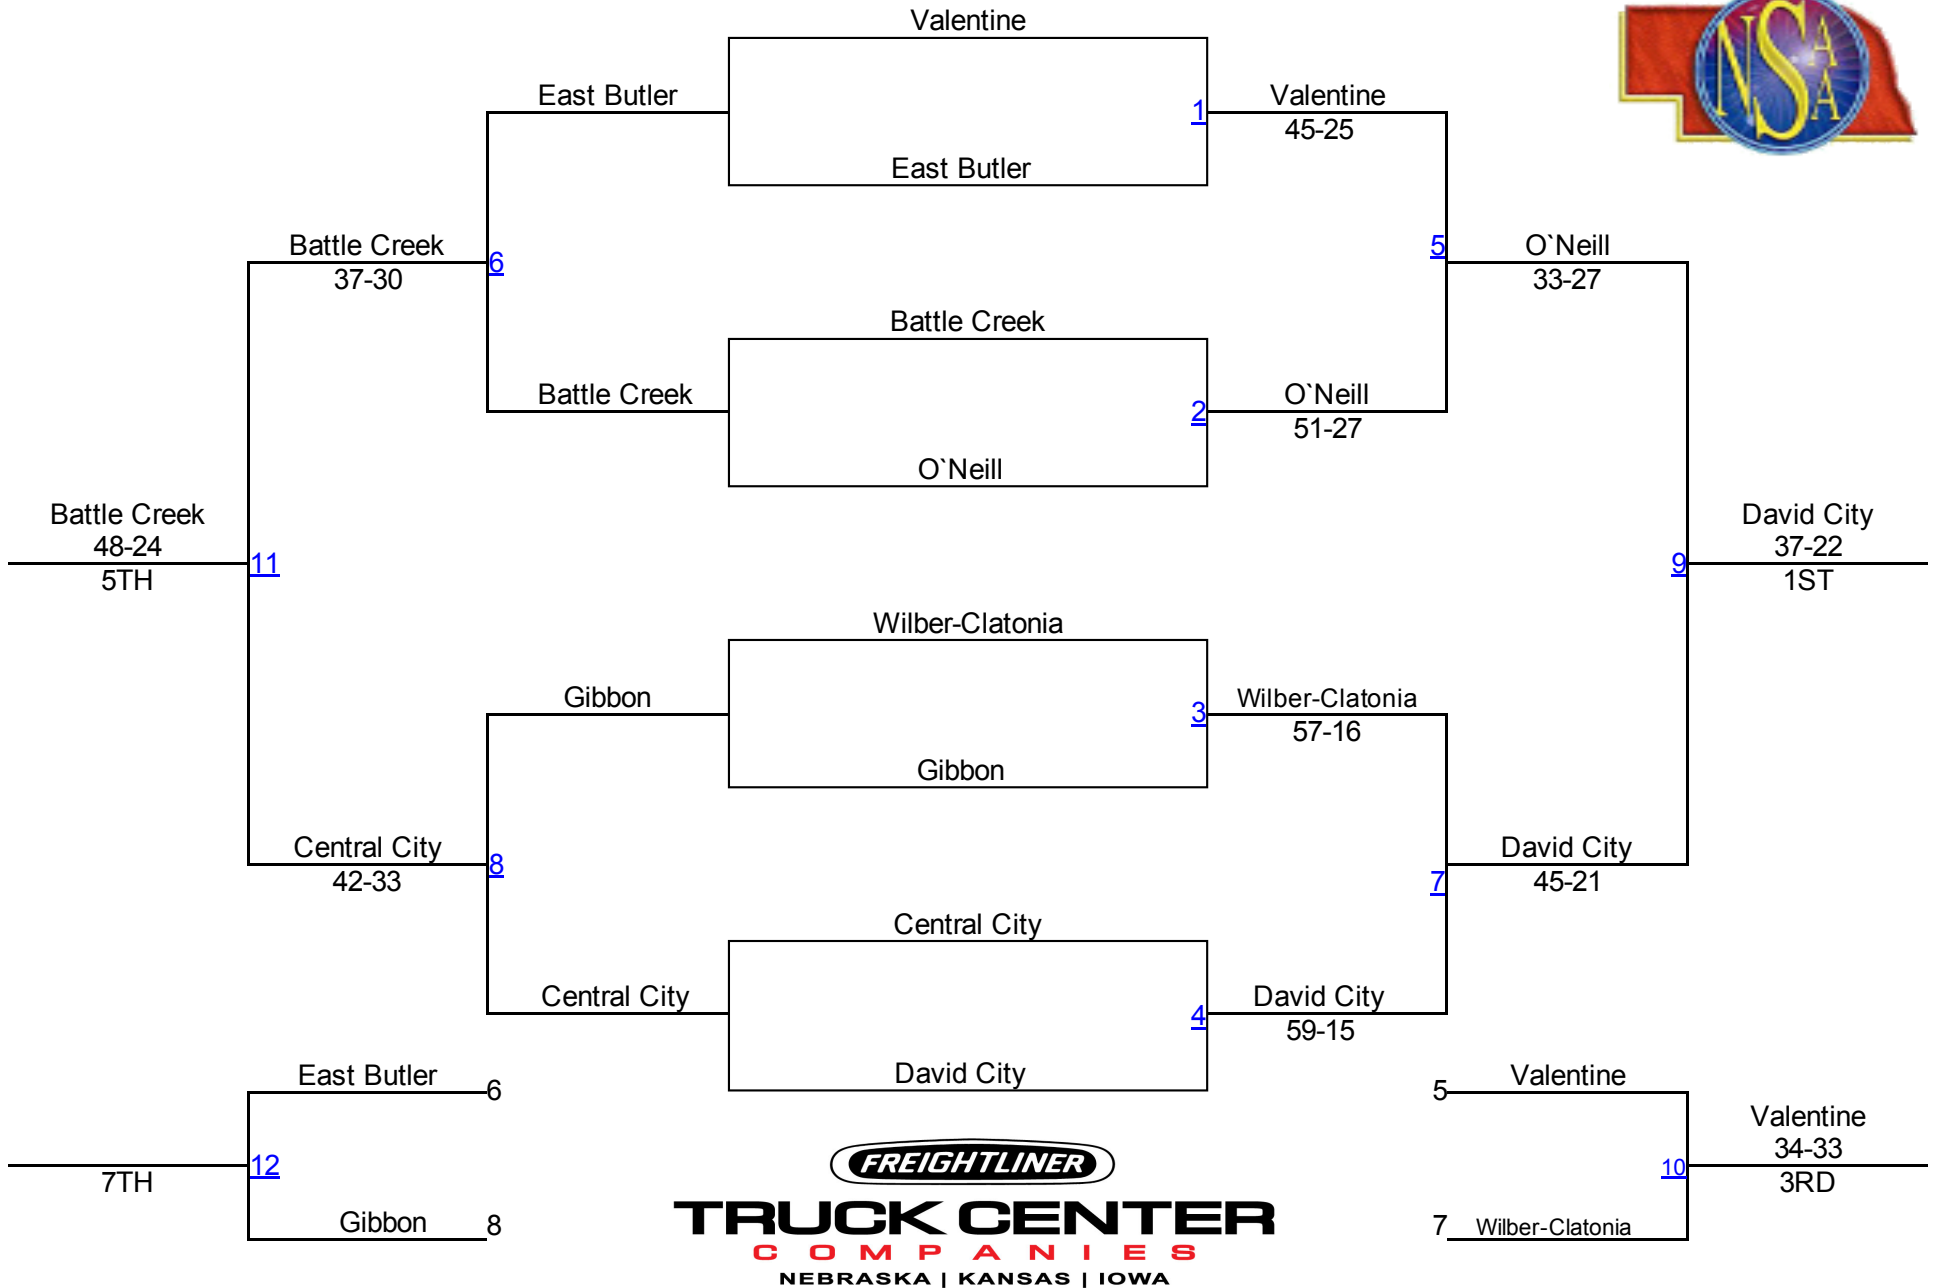 Valentine
NSAA
East Butler
1
Valentine
45-25
East Butler
Battle Creek
37-30
6
5
O`Neill
33-27
Battle Creek
Battle Creek
2
O`Neill
51-27
O`Neill
Battle Creek
48-24
5TH
11
David City
37-22
1ST
9
Wilber-Clatonia
Gibbon
3
Wilber-Clatonia
57-16
Gibbon
Central City
42-33
8
7
David City
45-21
Central City
Central City
4
David City
59-15
David City
East Butler
6
5
Valentine
12
7TH
Valentine
34-33
3RD
10
Gibbon
8
7
Wilber-Clatonia
FREIGHTLINER
TRUCK CENTER
COMPANIES
NEBRASKA | KANSAS | IOWA